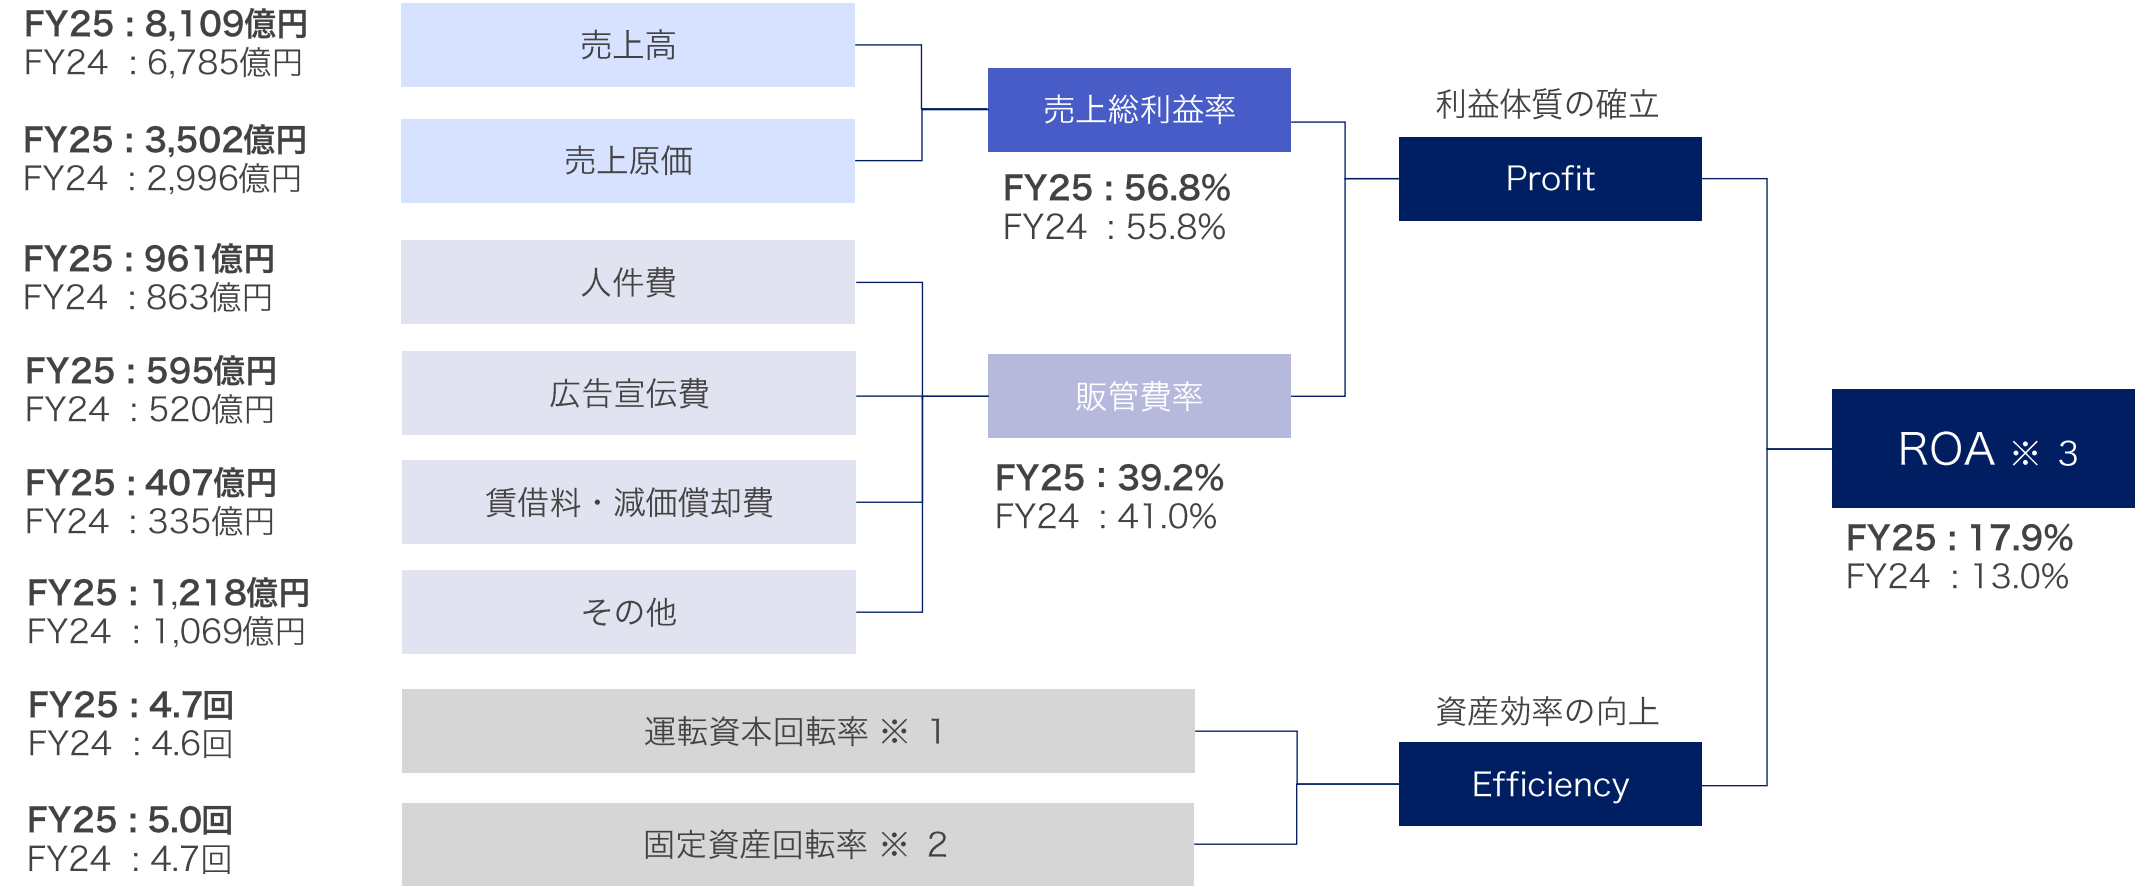 FY25 : 8,109億円
FY24 : 6,785億円
売上高
FY25 : 3,502億円
FY24 : 2,996億円
売上原価
売上総利益率
FY25 : 56.8%
FY24 : 55.8%
利益体質の確立
Profit
FY25 : 961億円
FY24 : 863億円
人件費
FY25 : 595億円
FY24 : 520億円
広告宣伝費
FY25 : 407億円
FY24 : 335億円
賃借料・減価償却費
FY25 : 1,218億円
FY24 : 1,069億円
その他
販管費率
FY25 : 39.2%
FY24 : 41.0%
ROA ※ 3
FY25 : 17.9%
FY24 : 13.0%
FY25 : 4.7回
FY24 : 4.6回
運転資本回転率 ※ 1
FY25 : 5.0回
FY24 : 4.7回
固定資産回転率 ※ 2
資産効率の向上
Efficiency